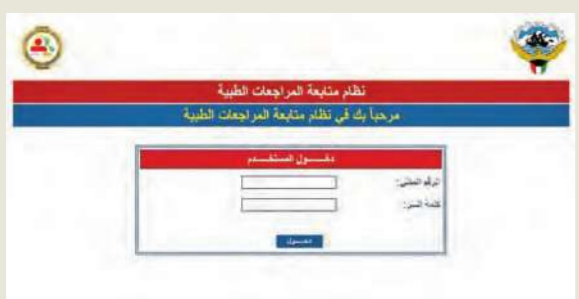 نظام متابعة المراجعات الطبية
مرحباً بك في نظام متابعة المراجعات الطبية
دخـــول المستخـــدم
الرقم المدني:
كلمة السر:
دخـــول